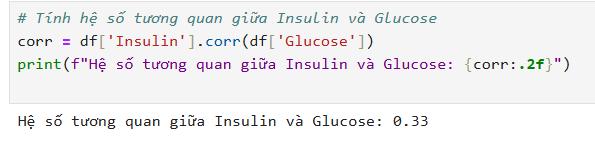 # Tính hệ số tương quan giữa Insulin và Glucose
corr = df['Insulin'].corr(df['Glucose'])
print(f"Hệ số tương quan giữa Insulin và Glucose: {corr:.2f}")
Hệ số tương quan giữa Insulin và Glucose: 0.33